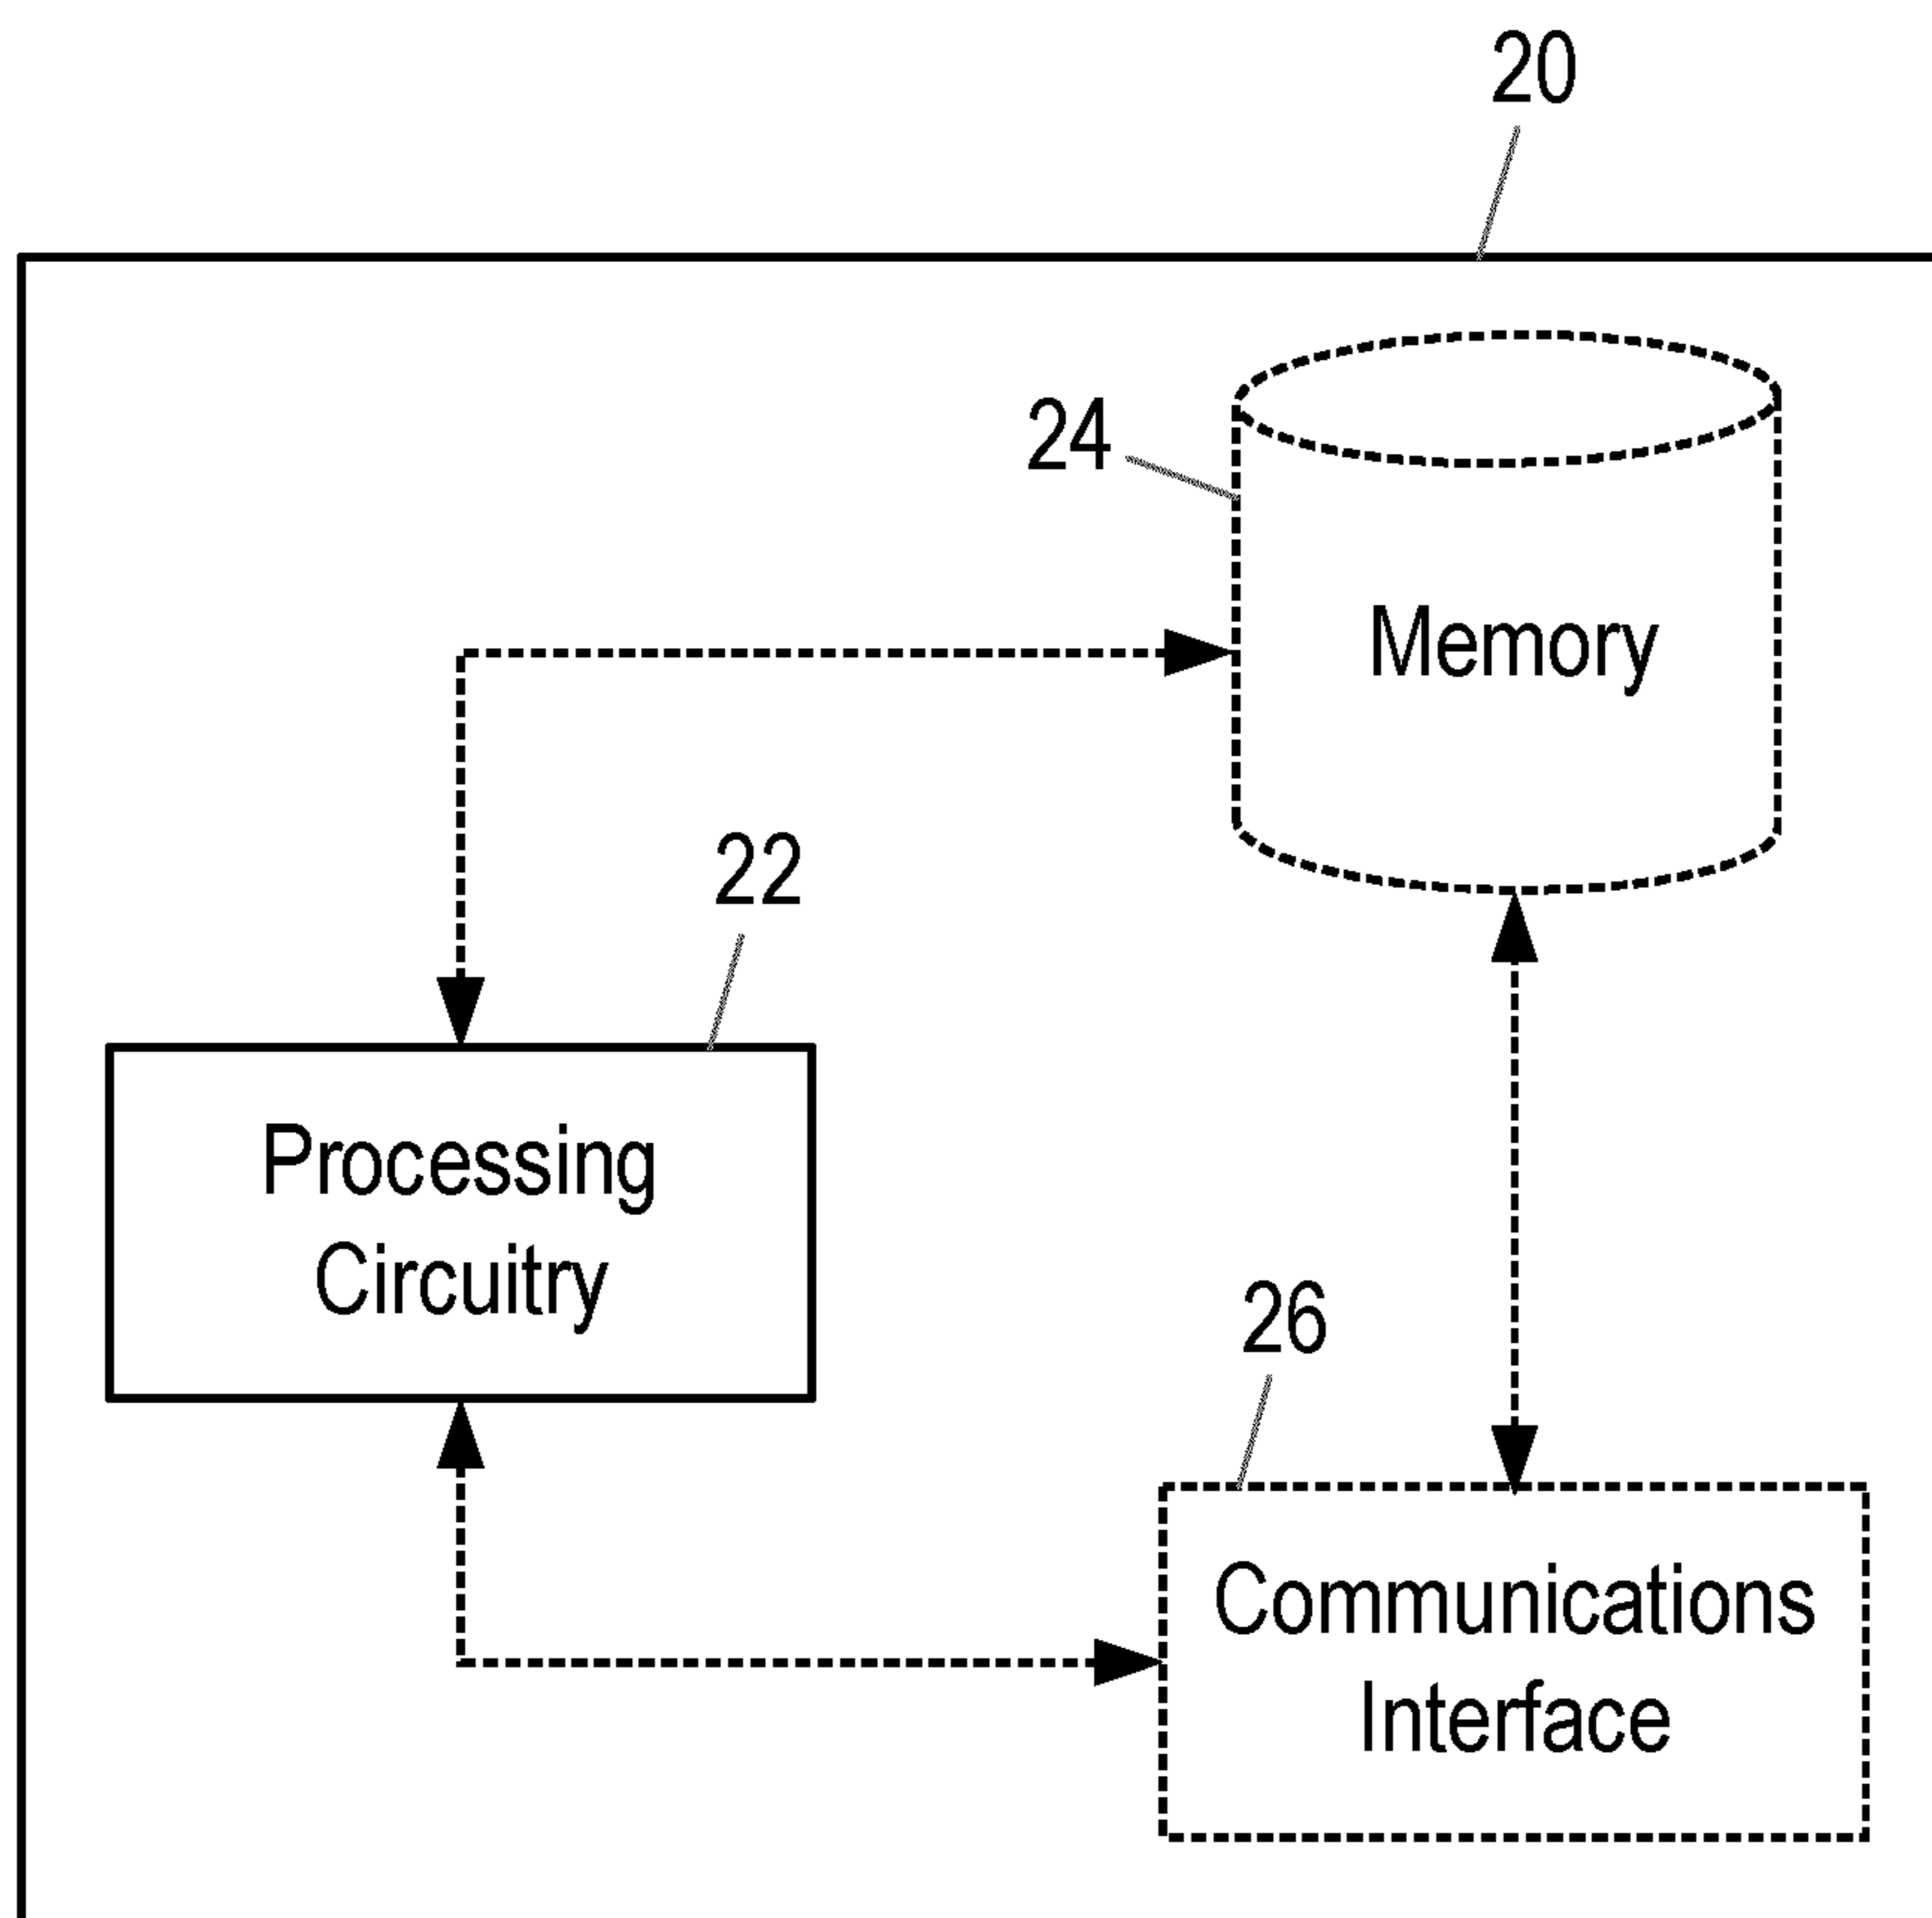 20
24
Memory
22
Processing
Circuitry
26
Communications
Interface